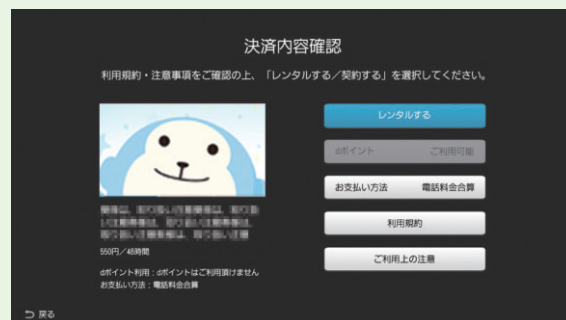 決済内容確認
利用規約・注意事項をご確認の上、「レンタルする／契約する」を選択してください。
レンタルする
dポイント ご利用可能
お支払い方法 電話料金合算
利用規約
ご利用上の注意
550円／48時間
dポイント利用：dポイントはご利用頂けません
お支払い方法：電話料金合算
戻る